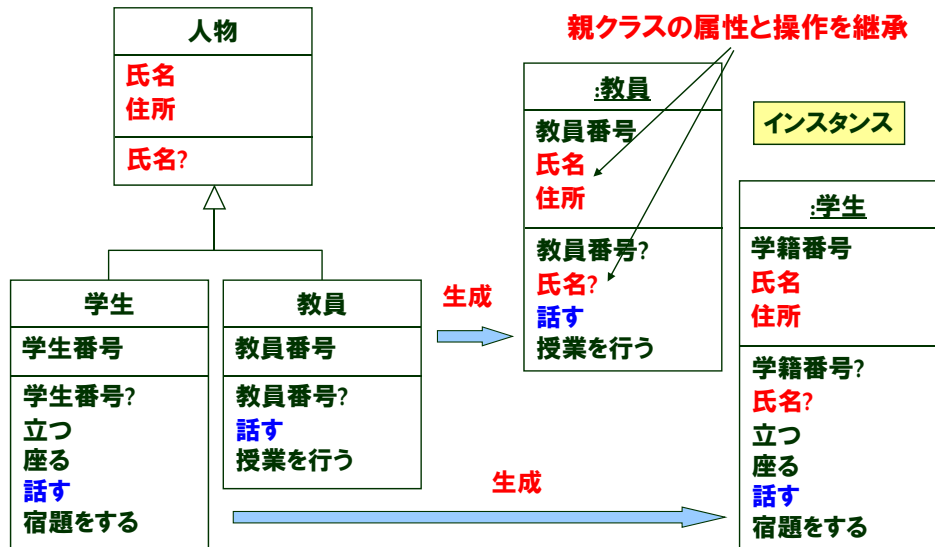 人物
氏名
住所
氏名?
親クラスの属性と操作を継承
:教員
教員番号
氏名
住所
教員番号?
氏名?
話す
授業を行う
インスタンス
:学生
学籍番号
氏名
住所
学籍番号?
氏名?
立つ
座る
話す
宿題をする
学生
学生番号
学生番号?
立つ
座る
話す
宿題をする
教員
教員番号
教員番号?
話す
授業を行う
生成
生成